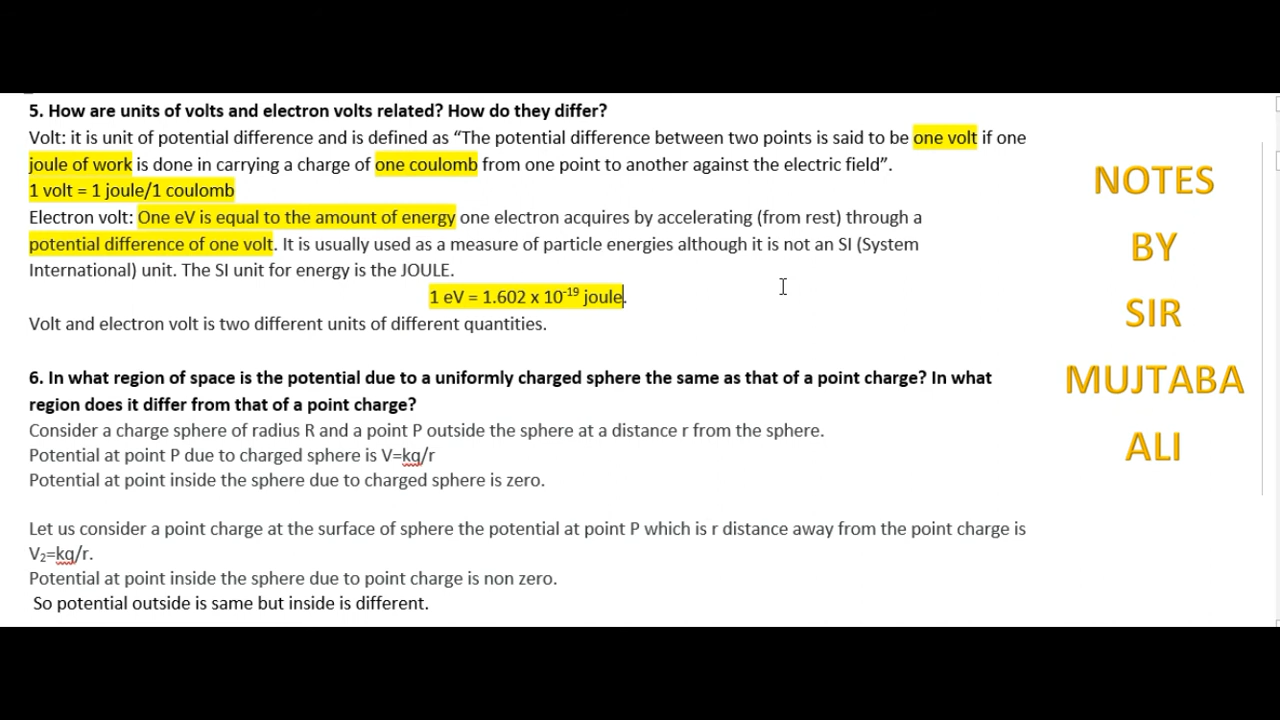 5. How are units of volts and electron volts related? How do they differ?
Volt: it is unit of potential difference and is defined as “The potential difference between two points is said to be one volt if one
joule of work is done in carrying a charge of one coulomb from one point to another against the electric field”.
1 volt = 1 joule/1 coulomb
Electron volt: One eV is equal to the amount of energy one electron acquires by accelerating (from rest) through a
potential difference of one volt. It is usually used as a measure of particle energies although it is not an SI (System
International) unit. The SI unit for energy is the JOULE.
1 eV = 1.602 x 10⁻¹⁹ joule.
Volt and electron volt is two different units of different quantities.
6. In what region of space is the potential due to a uniformly charged sphere the same as that of a point charge? In what
region does it differ from that of a point charge?
Consider a charge sphere of radius R and a point P outside the sphere at a distance r from the sphere.
Potential at point P due to charged sphere is V=kq/r
Potential at point inside the sphere due to charged sphere is zero.
Let us consider a point charge at the surface of sphere the potential at point P which is r distance away from the point charge is
V₂=kq/r.
Potential at point inside the sphere due to point charge is non zero.
So potential outside is same but inside is different.
NOTES
BY
SIR
MUJTABA
ALI